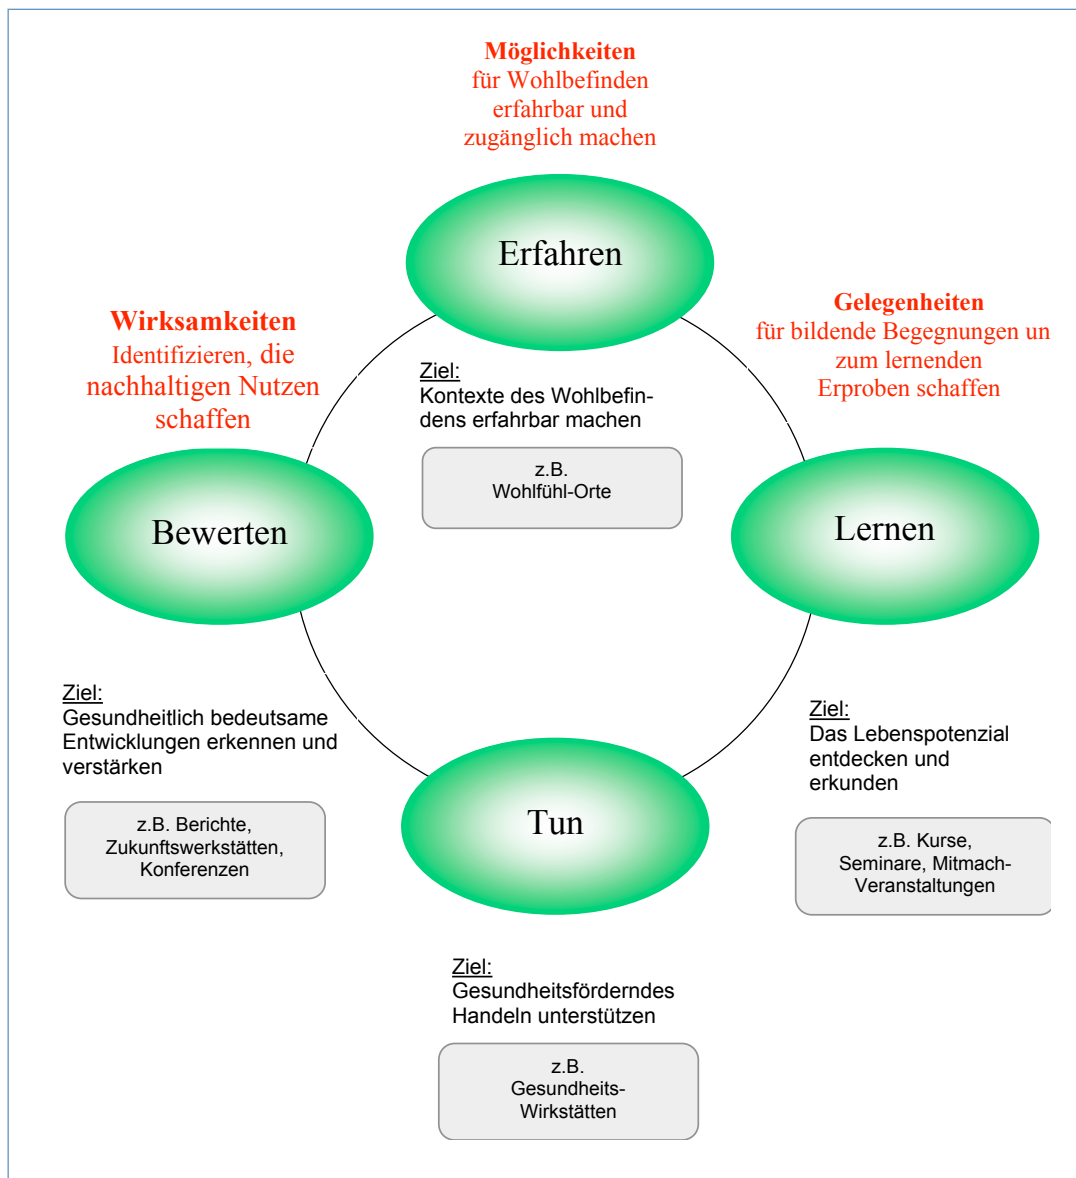 Möglichkeiten
für Wohlbefinden
erfahrbar und
zugänglich machen
Erfahren
Gelegenheiten
für bildende Begegnungen un
zum lernenden
Erproben schaffen
Wirksamkeiten
Identifizieren, die
nachhaltigen Nutzen
schaffen
Ziel:
Kontexte des Wohlbefin-
dens erfahrbar machen
z.B.
Wohlfühl-Orte
Bewerten
Lernen
Ziel:
Gesundheitlich bedeutsame
Entwicklungen erkennen und
verstärken
z.B. Berichte,
Zukunftswerkstätten,
Konferenzen
Tun
Ziel:
Das Lebenspotenzial
entdecken und
erkunden
z.B. Kurse,
Seminare, Mitmach-
Veranstaltungen
Ziel:
Gesundheitsförderndes
Handeln unterstützen
z.B.
Gesundheits-
Wirkstätten